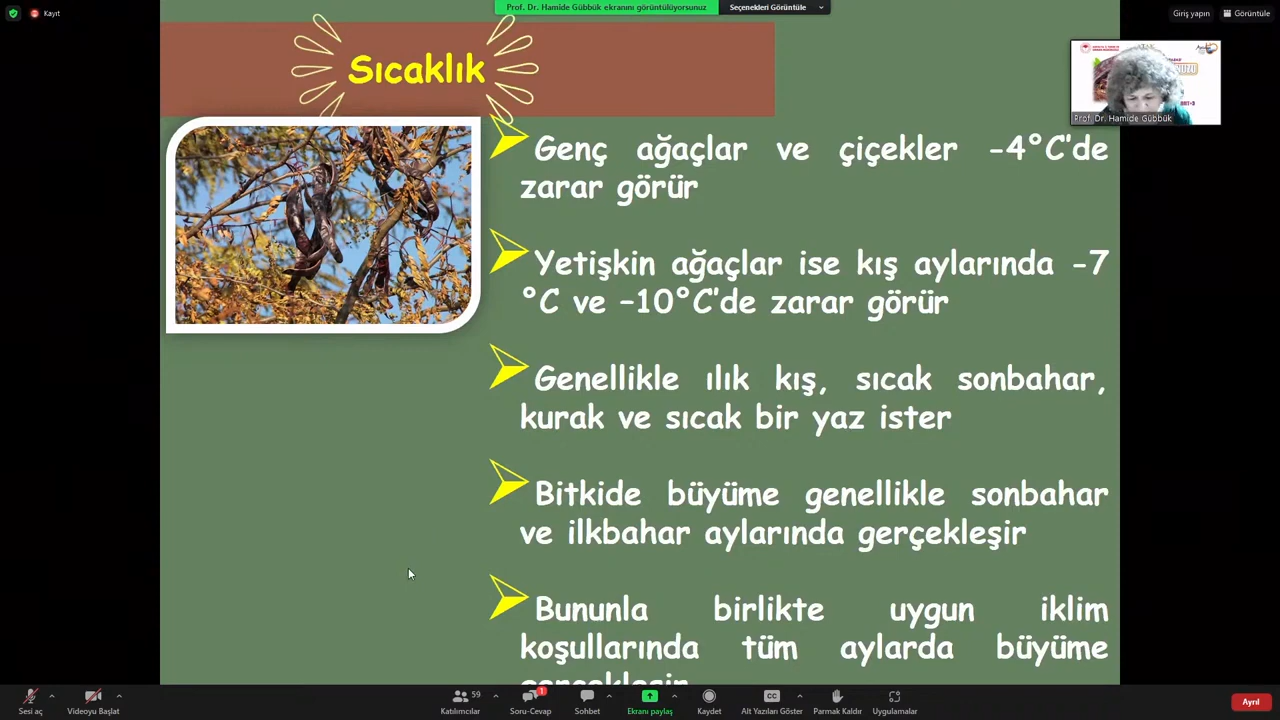 Kayıt
Prof. Dr. Hamide Gübbük ekranını görüntülüyorsunuz
Seçenekleri Görüntüle
Giriş yapın
Görüntüle
Sıcaklık
Prof. Dr. Hamide Gübbük
Genç ağaçlar ve çiçekler -4°C'de
zarar görür
Yetişkin ağaçlar ise kış aylarında -7
°C ve -10°C'de zarar görür
Genellikle ılık kış, sıcak sonbahar,
kurak ve sıcak bir yaz ister
Bitkide büyüme genellikle sonbahar
ve ilkbahar aylarında gerçekleşir
Bununla birlikte uygun iklim
koşullarında tüm aylarda büyüme
gerçekleşir
Sesi aç
Videoyu Başlat
59
Katılımcılar
1
Soru-Cevap
Sohbet
Ekranı paylaş
Kaydet
CC
Alt Yazıları Göster
Parmak Kaldır
Uygulamalar
Ayrıl